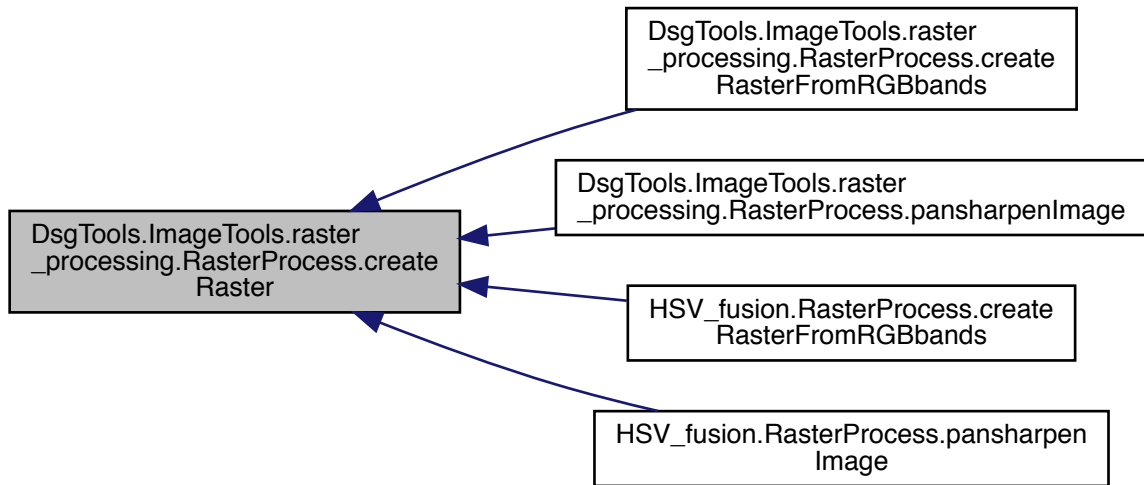 DsgTools.ImageTools.raster
_processing.RasterProcess.create
RasterFromRGBbands
DsgTools.ImageTools.raster
_processing.RasterProcess.pansharpenImage
DsgTools.ImageTools.raster
_processing.RasterProcess.create
Raster
HSV_fusion.RasterProcess.create
RasterFromRGBbands
HSV_fusion.RasterProcess.pansharpen
Image